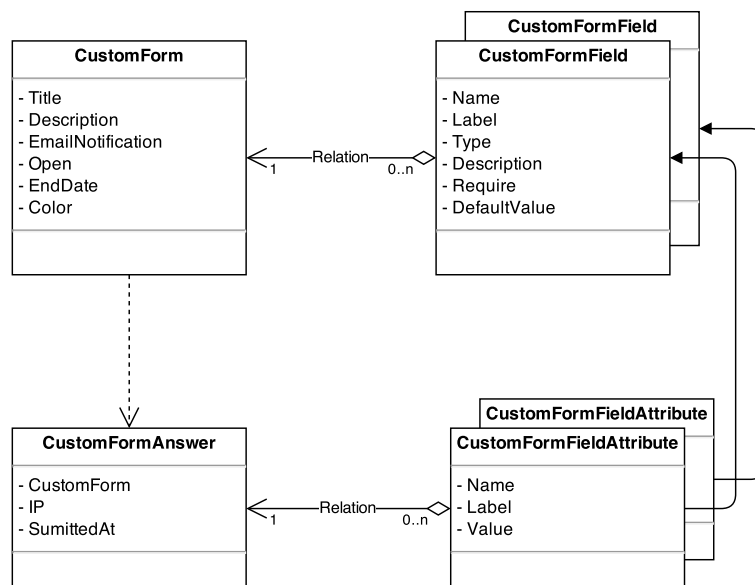 CustomFormField
CustomForm
CustomFormField
- Title
- Description
- EmailNotification
- Open
- EndDate
- Color
- Name
- Label
- Type
- Description
- Require
- DefaultValue
Relation
1
0..n
CustomFormFieldAttribute
CustomFormAnswer
CustomFormFieldAttribute
- CustomForm
- IP
- SumittedAt
- Name
- Label
- Value
Relation
1
0..n